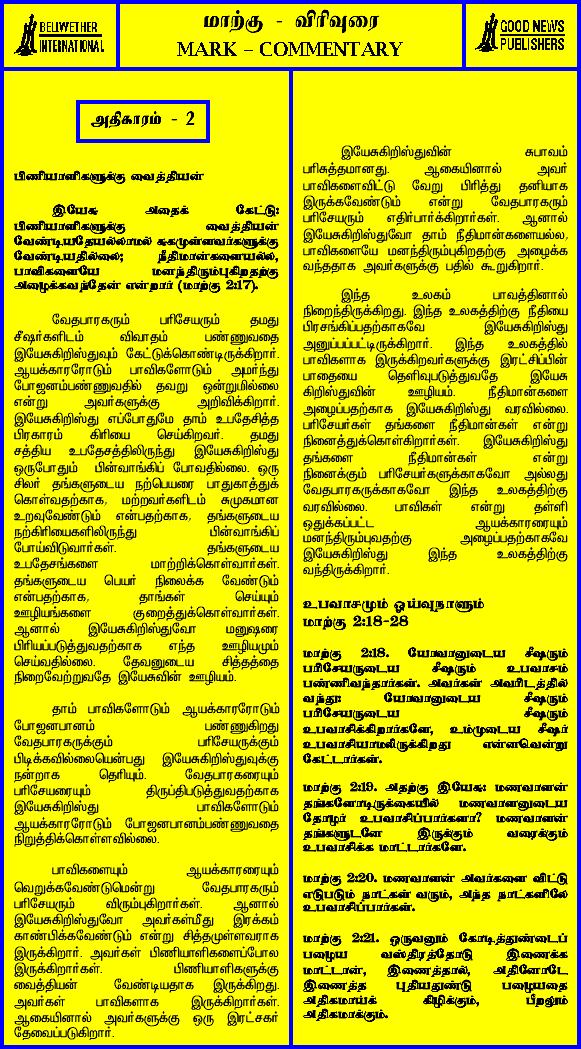 BELLWETHER
INTERNATIONAL
மாற்கு - விரிவுரை
MARK – COMMENTARY
GOOD NEWS
PUBLISHERS
அதிகாரம் - 2
பிணியாளிகளுக்கு வைத்தியன்
இயேசு அதைக் கேட்டு:
பிணியாளிகளுக்கு வைத்தியன்
வேண்டியதேயல்லாமல் சுகமுள்ளவர்களுக்கு
வேண்டியதில்லை; நீதிமான்களையல்ல,
பாவிகளையே மனந்திரும்புகிறதற்கு
அழைக்கவந்தேன் என்றார் (மாற்கு 2:17).
வேதபாரகரும் பரிசேயரும் தமது
சீஷர்களிடம் விவாதம் பண்ணுவதை
இயேசுகிறிஸ்துவும் கேட்டுக்கொண்டிருக்கிறார்.
ஆயக்காரரோடும் பாவிகளோடும் அமர்ந்து
போஜனம்பண்ணுவதில் தவறு ஒன்றுமில்லை
என்று அவர்களுக்கு அறிவிக்கிறார்.
இயேசுகிறிஸ்து எப்போதுமே தாம் உபதேசித்த
பிரகாரம் கிரியை செய்கிறவர். தமது
சத்திய உபதேசத்திலிருந்து இயேசுகிறிஸ்து
ஒருபோதும் பின்வாங்கிப் போவதில்லை. ஒரு
சிலர் தங்களுடைய நற்பெயரை பாதுகாத்துக்
கொள்வதற்காக, மற்றவர்களிடம் சுமுகமான
உறவுவேண்டும் என்பதற்காக, தங்களுடைய
நற்கிரியைகளிலிருந்து பின்வாங்கிப்
போய்விடுவார்கள். தங்களுடைய
உபதேசங்களை மாற்றிக்கொள்வார்கள்.
தங்களுடைய பெயர் நிலைக்க வேண்டும்
என்பதற்காக, தாங்கள் செய்யும்
ஊழியங்களை குறைத்துக்கொள்வார்கள்.
ஆனால் இயேசுகிறிஸ்துவோ மனுஷரை
பிரியப்படுத்துவதற்காக எந்த ஊழியமும்
செய்வதில்லை. தேவனுடைய சித்தத்தை
நிறைவேற்றுவதே இயேசுவின் ஊழியம்.
தாம் பாவிகளோடும் ஆயக்காரரோடும்
போஜனபானம் பண்ணுகிறது
வேதபாரகருக்கும் பரிசேயருக்கும்
பிடிக்கவில்லையென்பது இயேசுகிறிஸ்துவுக்கு
நன்றாக தெரியும். வேதபாரகரையும்
பரிசேயரையும் திருப்திபடுத்துவதற்காக
இயேசுகிறிஸ்து பாவிகளோடும்
ஆயக்காரரோடும் போஜனபானம்பண்ணுவதை
நிறுத்திக்கொள்ளவில்லை.
பாவிகளையும் ஆயக்காரரையும்
வெறுக்கவேண்டுமென்று வேதபாரகரும்
பரிசேயரும் விரும்புகிறார்கள். ஆனால்
இயேசுகிறிஸ்துவோ அவர்கள்மீது இரக்கம்
காண்பிக்கவேண்டும் என்று சித்தமுள்ளவராக
இருக்கிறார். அவர்கள் பிணியாளிகளைப்போல
இருக்கிறார்கள். பிணியாளிகளுக்கு
வைத்தியன் வேண்டியதாக இருக்கிறது.
அவர்கள் பாவிகளாக இருக்கிறார்கள்.
ஆகையினால் அவர்களுக்கு ஒரு இரட்சகர்
தேவைப்படுகிறார்.
இயேசுகிறிஸ்துவின் சுபாவம்
பரிசுத்தமானது. ஆகையினால் அவர்
பாவிகளைவிட்டு வேறு பிரித்து தனியாக
இருக்கவேண்டும் என்று வேதபாரகரும்
பரிசேயரும் எதிர்பார்க்கிறார்கள். ஆனால்
இயேசுகிறிஸ்துவோ தாம் நீதிமான்களையல்ல,
பாவிகளையே மனந்திரும்புகிறதற்கு அழைக்க
வந்ததாக அவர்களுக்கு பதில் கூறுகிறார்.
இந்த உலகம் பாவத்தினால்
நிறைந்திருக்கிறது. இந்த உலகத்திற்கு நீதியை
பிரசங்கிப்பதற்காகவே இயேசுகிறிஸ்து
அனுப்பப்பட்டிருக்கிறார். இந்த உலகத்தில்
பாவிகளாக இருக்கிறவர்களுக்கு இரட்சிப்பின்
பாதையை தெளிவுபடுத்துவதே இயேசு
கிறிஸ்துவின் ஊழியம். நீதிமான்களை
அழைப்பதற்காக இயேசுகிறிஸ்து வரவில்லை.
பரிசேயர்கள் தங்களை நீதிமான்கள் என்று
நினைத்துக்கொள்கிறார்கள். இயேசுகிறிஸ்து
தங்களை நீதிமான்கள் என்று
நினைக்கும் பரிசேயர்களுக்காகவோ அல்லது
வேதபாரகருக்காகவோ இந்த உலகத்திற்கு
வரவில்லை. பாவிகள் என்று தள்ளி
ஒதுக்கப்பட்ட ஆயக்காரரையும்
மனந்திரும்புவதற்கு அழைப்பதற்காகவே
இயேசுகிறிஸ்து இந்த உலகத்திற்கு
வந்திருக்கிறார்.
உபவாசமும் ஓய்வுநாளும்
மாற்கு 2:18-28
மாற்கு 2:18. யோவானுடைய சீஷரும்
பரிசேயருடைய சீஷரும் உபவாசம்
பண்ணிவந்தார்கள். அவர்கள் அவரிடத்தில்
வந்து: யோவானுடைய சீஷரும்
பரிசேயருடைய சீஷரும்
உபவாசிக்கிறார்களே, உம்முடைய சீஷர்
உபவாசியாமலிருக்கிறது என்னவென்று
கேட்டார்கள்.
மாற்கு 2:19. அதற்கு இயேசு: மணவாளன்
தங்களோடிருக்கையில் மணவாளனுடைய
தோழர் உபவாசிப்பார்களா? மணவாளன்
தங்களுடனே இருக்கும் வரைக்கும்
உபவாசிக்க மாட்டார்களே.
மாற்கு 2:20. மணவாளன் அவர்களை விட்டு
எடுபடும் நாட்கள் வரும், அந்த நாட்களிலே
உபவாசிப்பார்கள்.
மாற்கு 2:21. ஒருவனும் கோடித்துண்டைப்
பழைய வஸ்திரத்தோடு இணைக்க
மாட்டான், இணைத்தால், அதினோடே
இணைத்த புதியதுண்டு பழையதை
அதிகமாய்க் கிழிக்கும், பீறலும்
அதிகமாகும்.